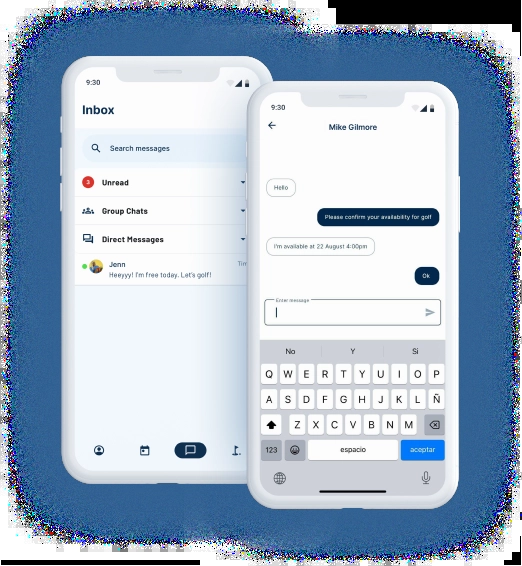 9:30
Inbox
Search messages
3 Unread
Group Chats
Direct Messages
Jenn
Heeyyy! I'm free today. Let's golf!
9:30
Mike Gilmore
Hello
Please confirm your availability for golf
I'm available at 22 August 4:00pm
Ok
Enter message
No Y Si
Q W E R T Y U I O P
A S D F G H J K L Ñ
Z X C V B N M
123 espacio aceptar